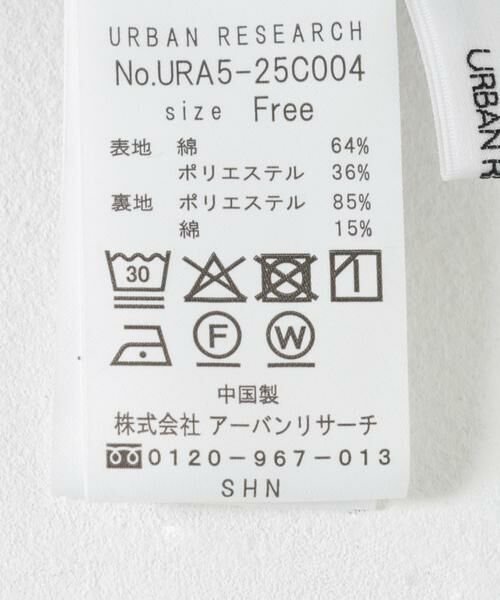 URBAN RESEARCH
No.URA5-25C004
size Free
表地 綿 64%
ポリエステル 36%
裏地 ポリエステル 85%
綿 15%
30
F W
中国製
株式会社 アーバンリサーチ
0120-967-013
SHN
URBAN R